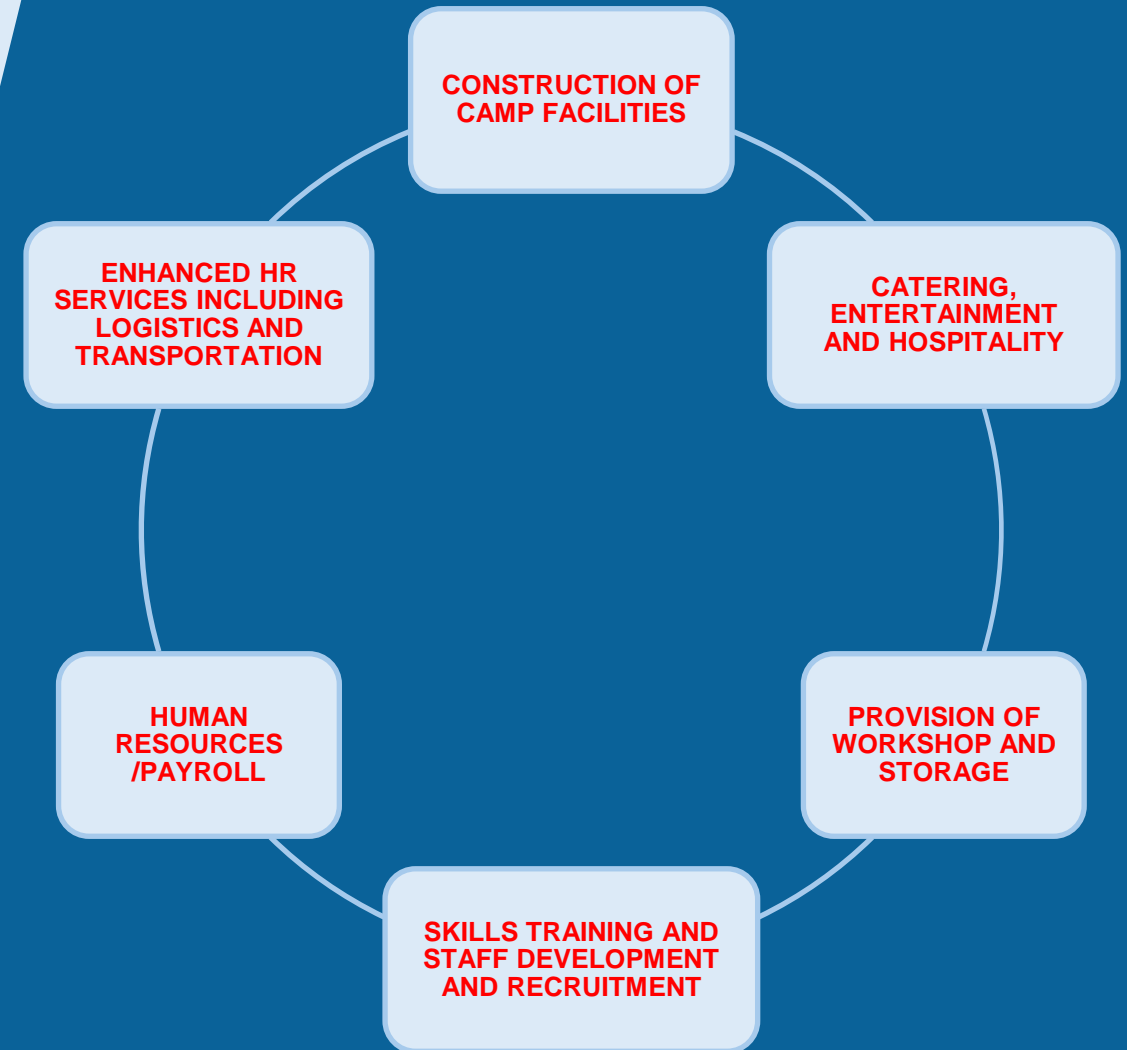 CONSTRUCTION OF
CAMP FACILITIES
CATERING,
ENTERTAINMENT
AND HOSPITALITY
PROVISION OF
WORKSHOP AND
STORAGE
SKILLS TRAINING AND
STAFF DEVELOPMENT
AND RECRUITMENT
HUMAN
RESOURCES
/PAYROLL
ENHANCED HR
SERVICES INCLUDING
LOGISTICS AND
TRANSPORTATION